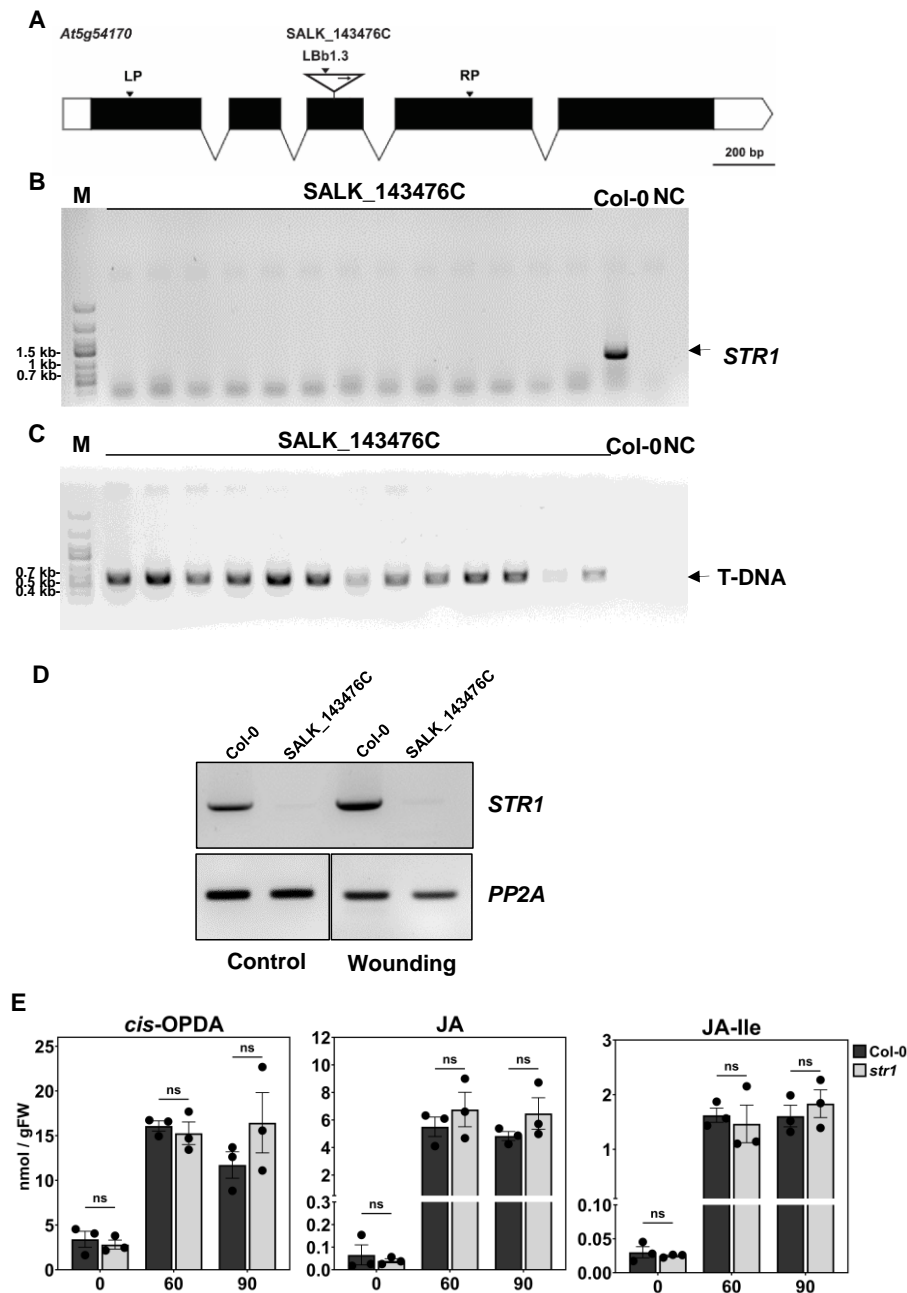 A
At5g54170
SALK_143476C
LBb1.3
LP
RP
200 bp
B
M
SALK_143476C
Col-0 NC
1.5 kb-
1 kb-
0.7 kb-
STR1
C
M
SALK_143476C
Col-0 NC
0.7 kb-
0.5 kb-
0.4 kb-
T-DNA
D
Col-0
SALK_143476C
Col-0
SALK_143476C
STR1
PP2A
Control
Wounding
E
cis-OPDA
nmol / gFW
25
20
15
10
5
0
ns
ns
ns
0
60
90
JA
12
10
8
6
4
2
0.3
0.2
0.1
0.0
ns
ns
ns
0
60
90
JA-Ile
3
2
1
0.10
0.05
0.00
ns
ns
ns
0
60
90
Col-0
str1